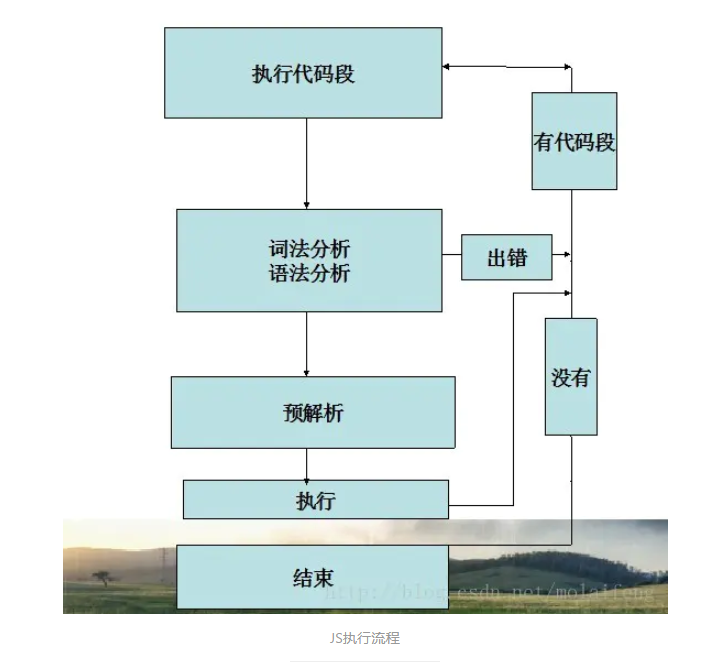 执行代码段
有代码段
词法分析
语法分析
出错
没有
预解析
执行
结束
http://blog.csdn.net/molaifeng
JS执行流程